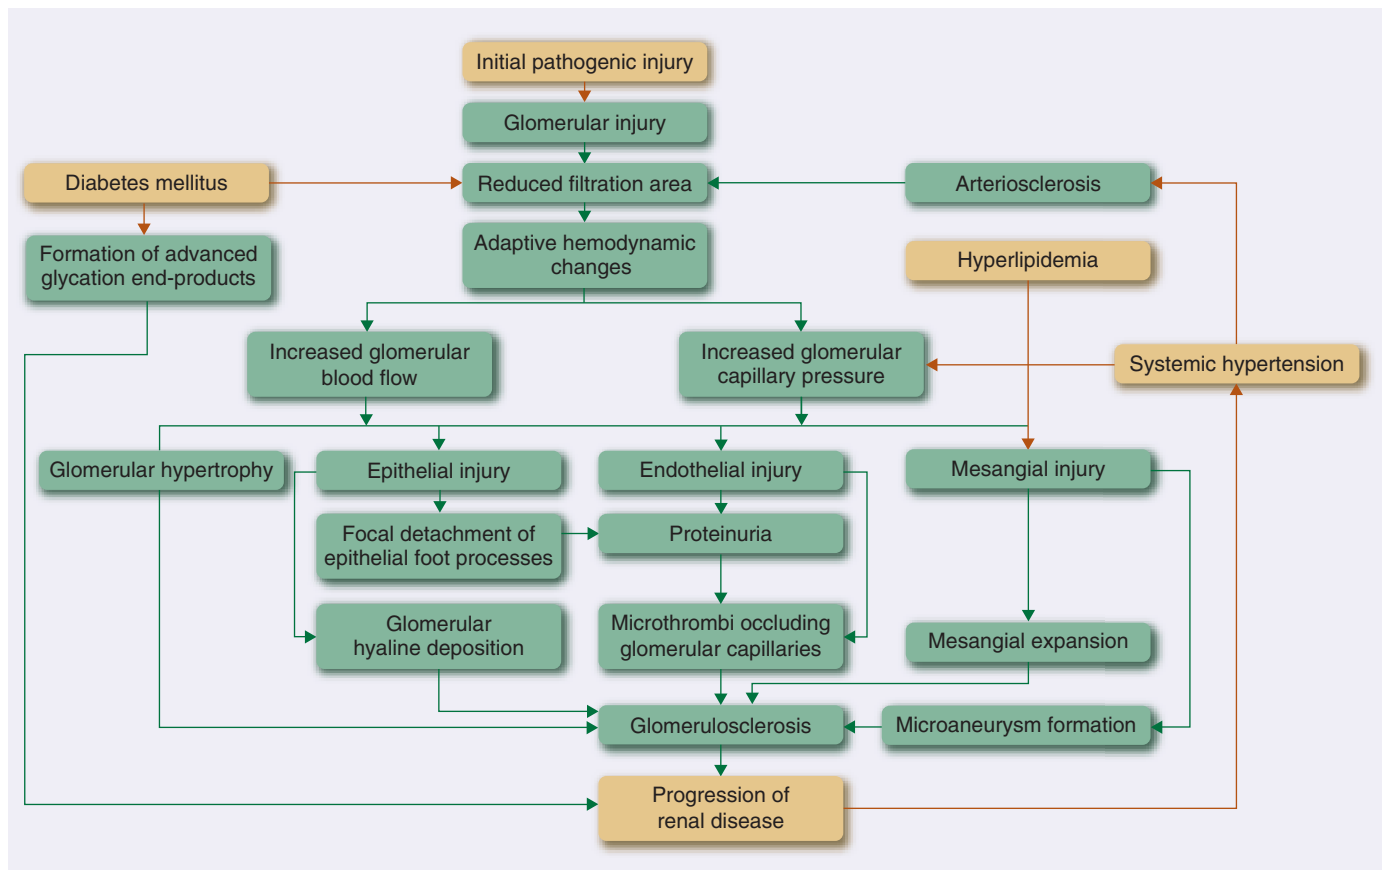 Initial pathogenic injury
Glomerular injury
Diabetes mellitus
Reduced filtration area
Arteriosclerosis
Formation of advanced
glycation end-products
Adaptive hemodynamic
changes
Hyperlipidemia
Increased glomerular
blood flow
Increased glomerular
capillary pressure
Systemic hypertension
Glomerular hypertrophy
Epithelial injury
Endothelial injury
Mesangial injury
Focal detachment of
epithelial foot processes
Proteinuria
Glomerular
hyaline deposition
Microthrombi occluding
glomerular capillaries
Mesangial expansion
Glomerulosclerosis
Microaneurysm formation
Progression of
renal disease